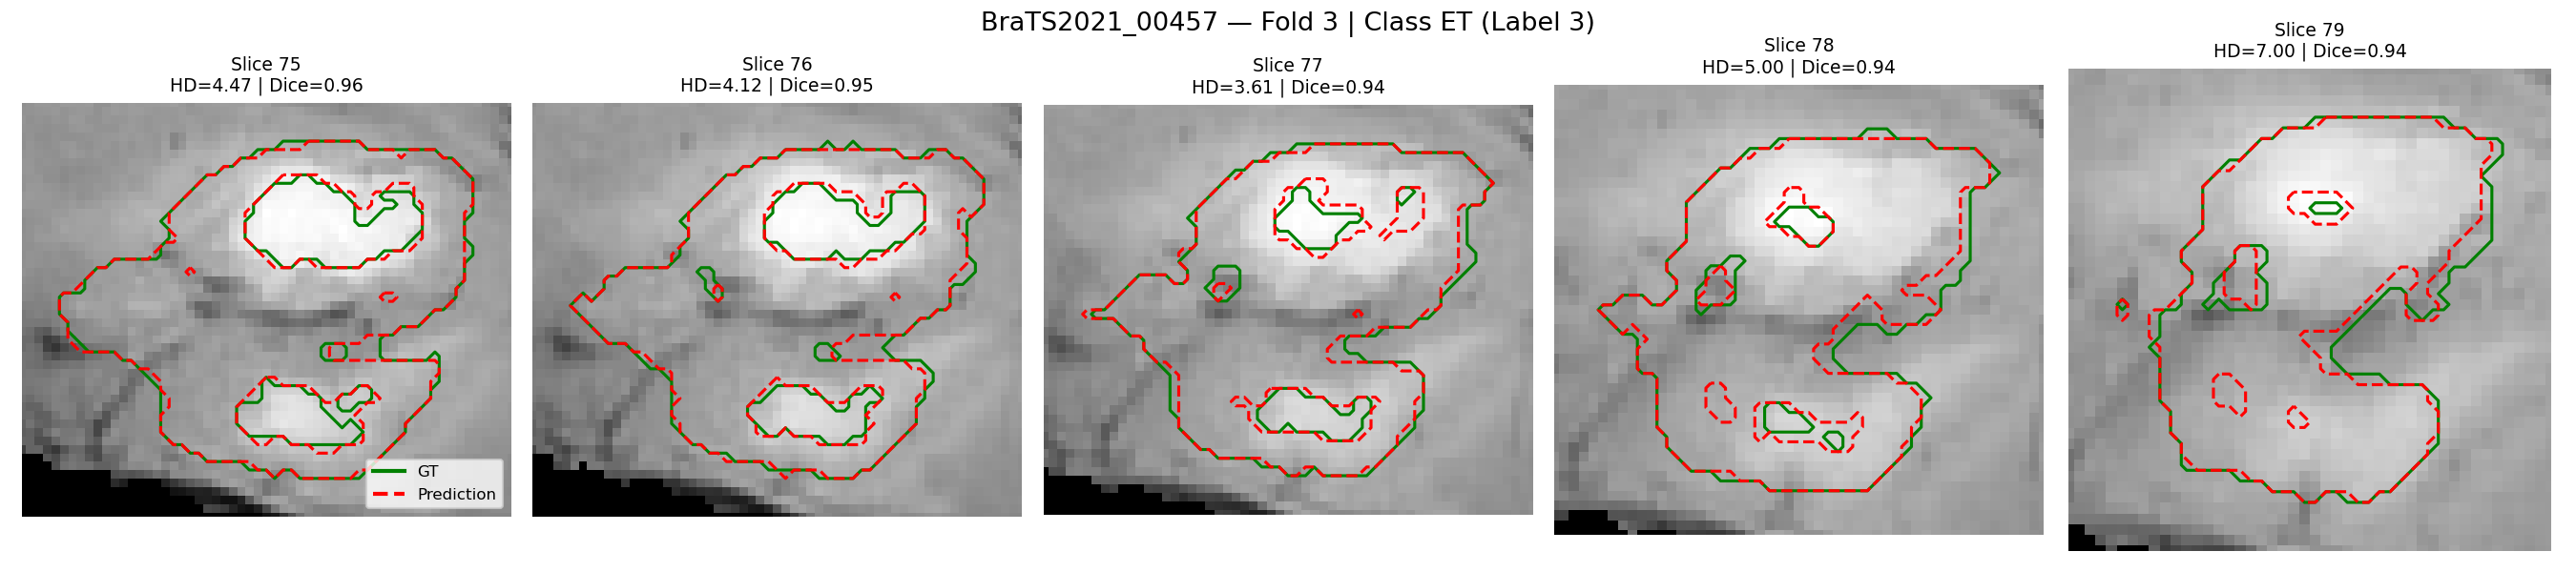 BraTS2021_00457 — Fold 3 | Class ET (Label 3)
Slice 75
HD=4.47 | Dice=0.96
Slice 76
HD=4.12 | Dice=0.95
Slice 77
HD=3.61 | Dice=0.94
Slice 78
HD=5.00 | Dice=0.94
Slice 79
HD=7.00 | Dice=0.94
GT
Prediction